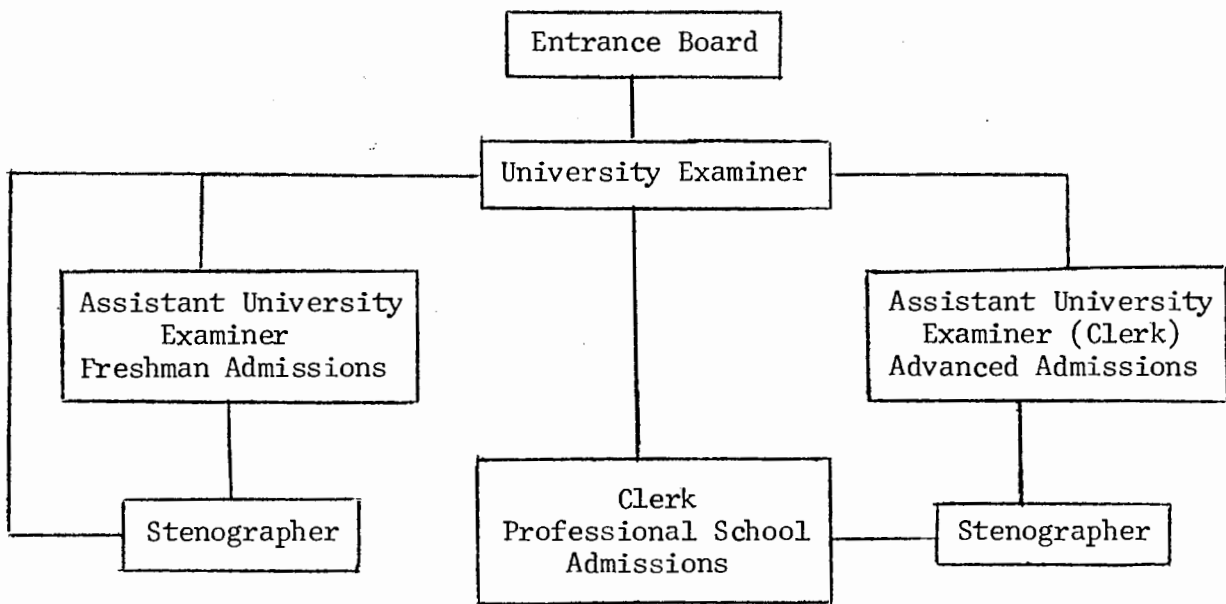 Entrance Board
University Examiner
Assistant University
Examiner
Freshman Admissions
Assistant University
Examiner (Clerk)
Advanced Admissions
Stenographer
Clerk
Professional School
Admissions
Stenographer